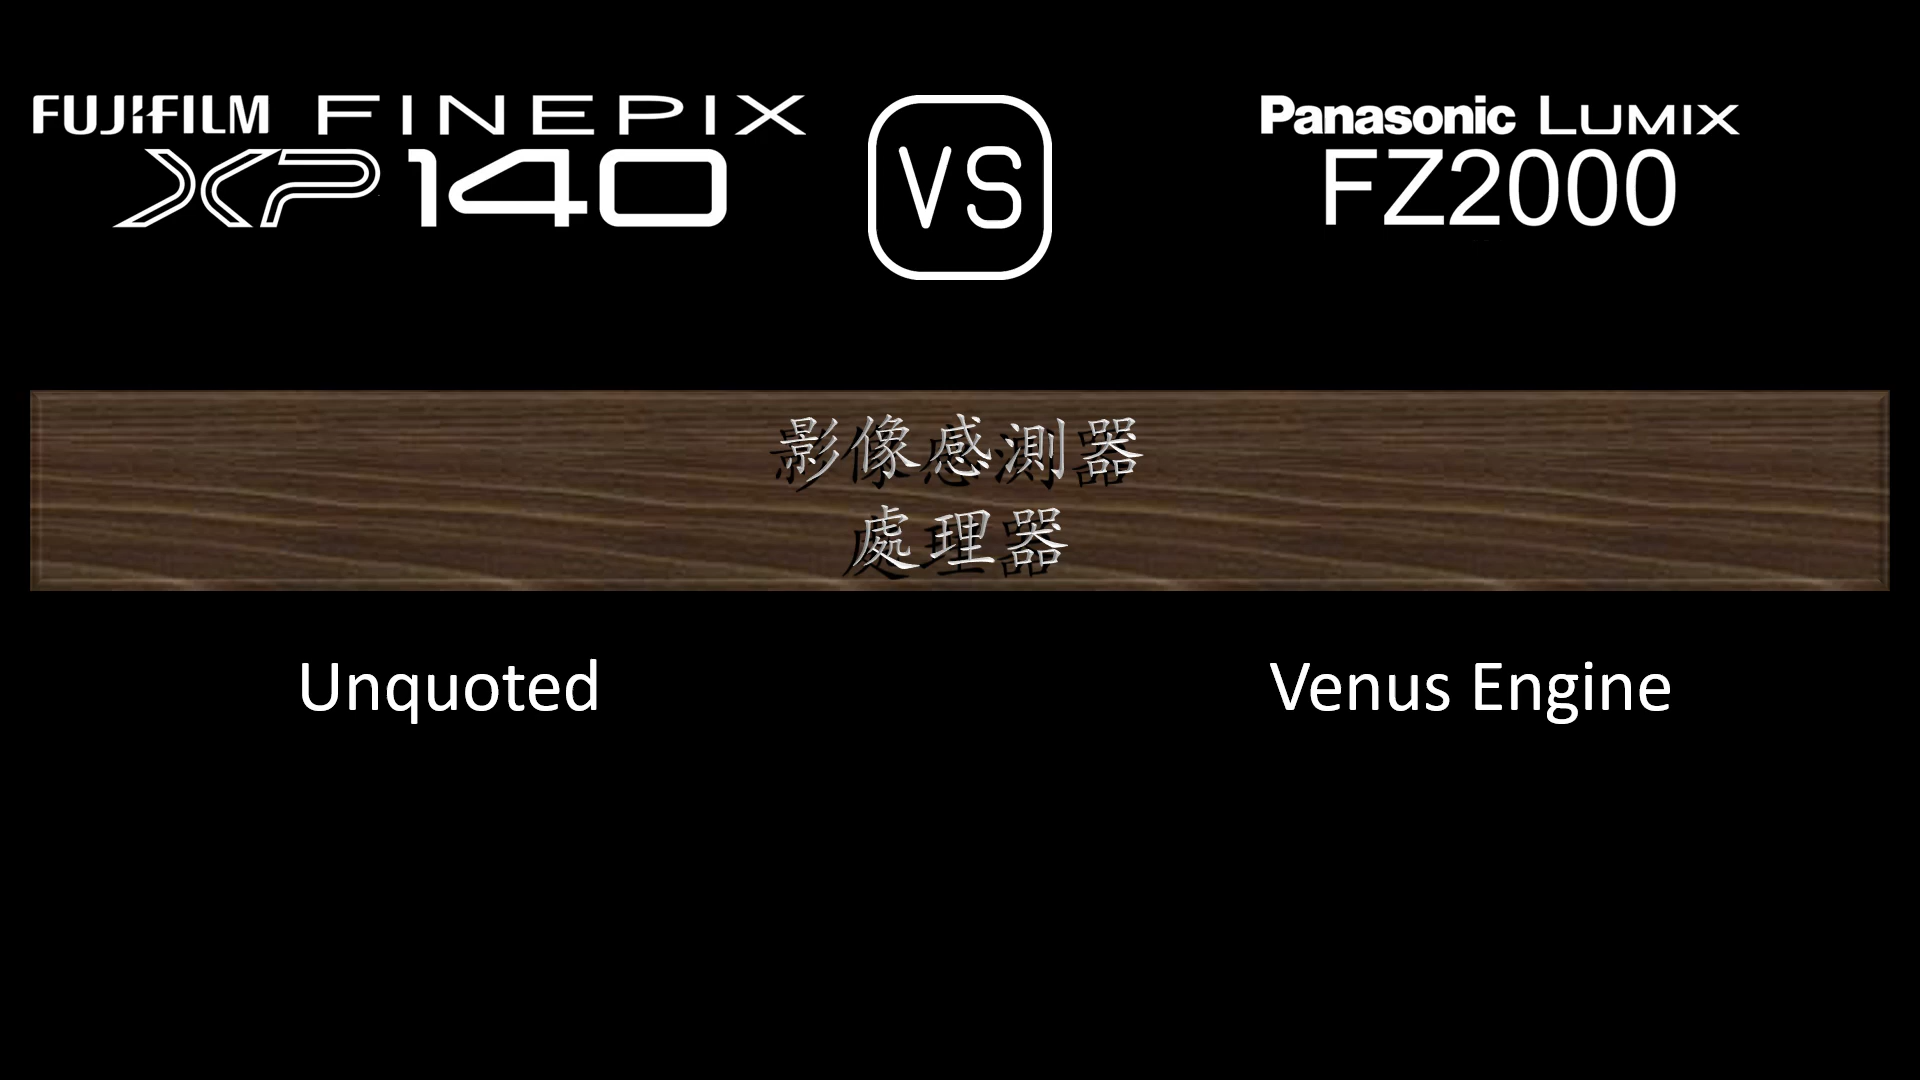 FUJIFILM FINEPIX
XP140
VS
Panasonic LUMIX
FZ2000
影像感測器
處理器
Unquoted
Venus Engine